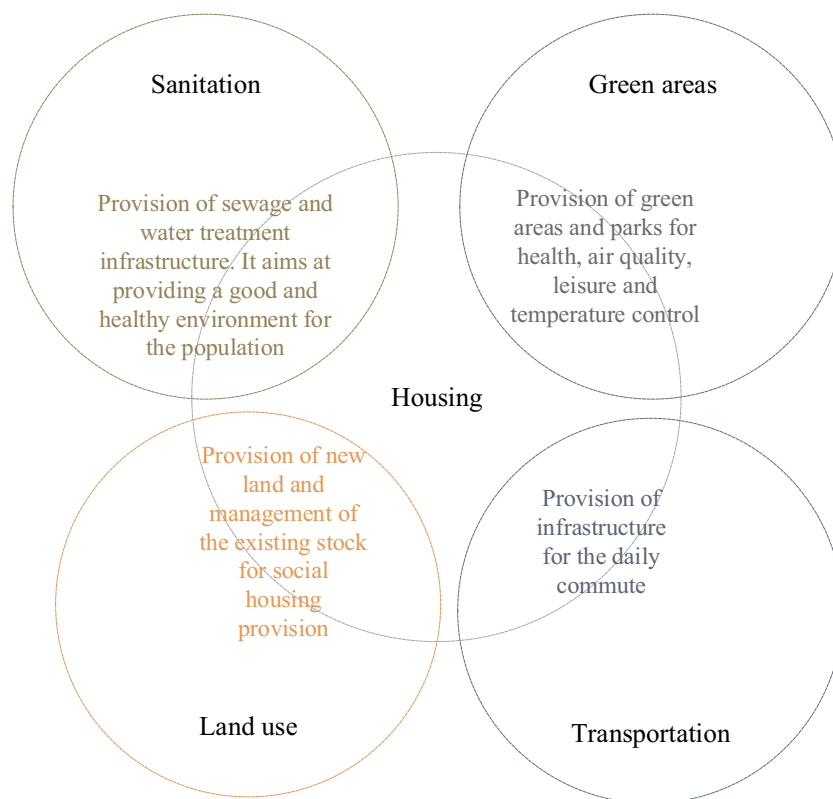 Sanitation
Green areas
Provision of sewage and
water treatment
infrastructure. It aims at
providing a good and
healthy environment for
the population
Provision of green
areas and parks for
health, air quality,
leisure and
temperature control
Housing
Provision of new
land and
management of
the existing stock
for social
housing
provision
Provision of
infrastructure
for the daily
commute
Land use
Transportation